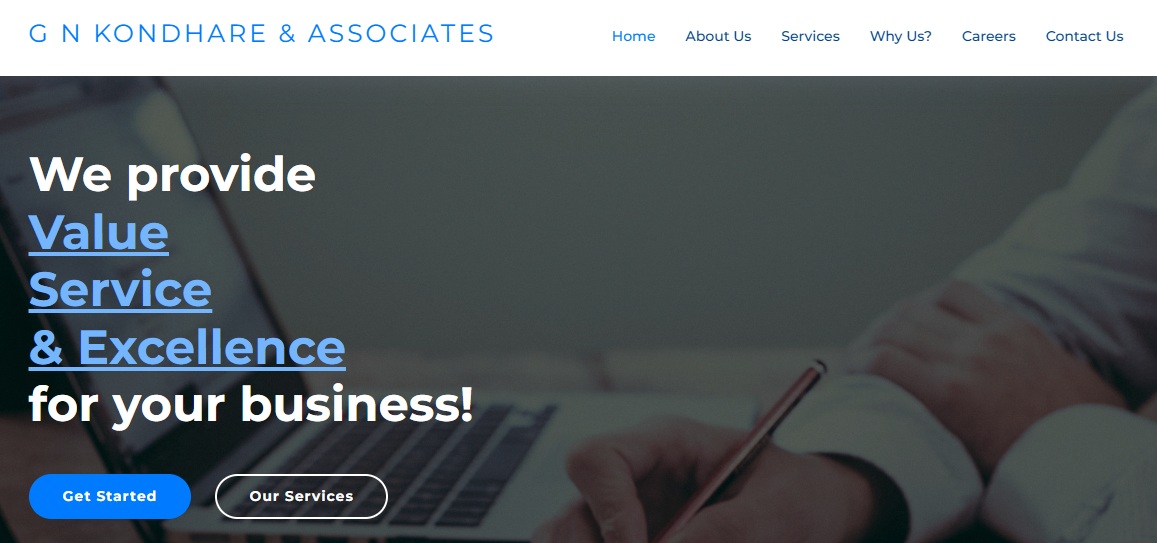 G N KONDHARE & ASSOCIATES
Home About Us Services Why Us? Careers Contact Us
We provide
Value
Service
& Excellence
for your business!
Get Started Our Services